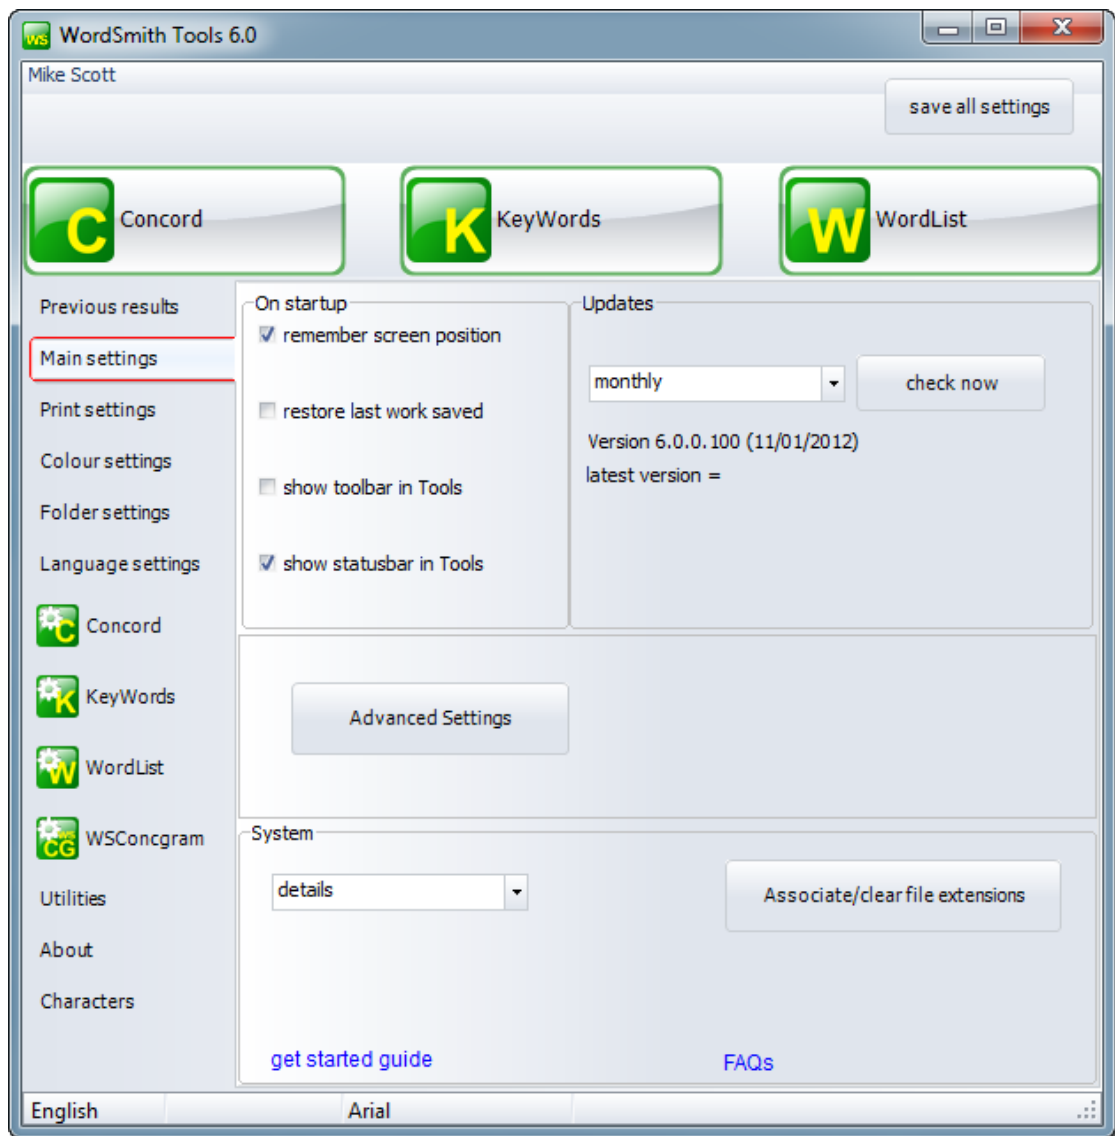 WordSmith Tools 6.0
Mike Scott
save all settings
C Concord
K KeyWords
W WordList
Previous results
Main settings
Print settings
Colour settings
Folder settings
Language settings
C Concord
K KeyWords
W WordList
WS CG WSConcgram
Utilities
About
Characters
On startup
remember screen position
restore last work saved
show toolbar in Tools
show statusbar in Tools
Updates
monthly
check now
Version 6.0.0.100 (11/01/2012)
latest version =
Advanced Settings
System
details
Associate/clear file extensions
get started guide
FAQs
English
Arial